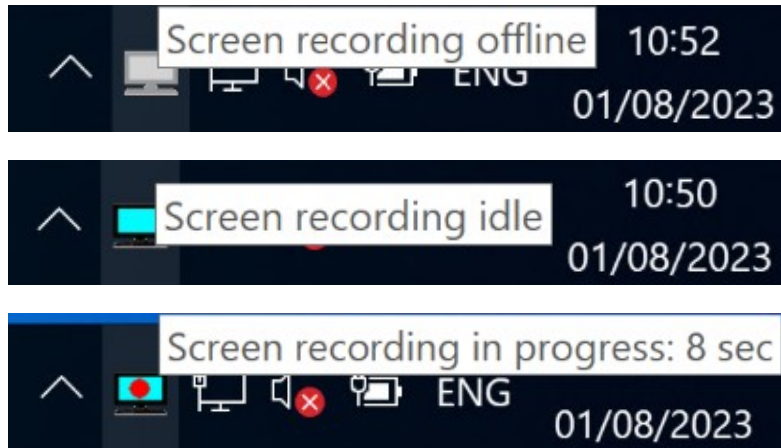 Screen recording offline
10:52
ENG
01/08/2023
Screen recording idle
10:50
01/08/2023
Screen recording in progress: 8 sec
ENG
01/08/2023